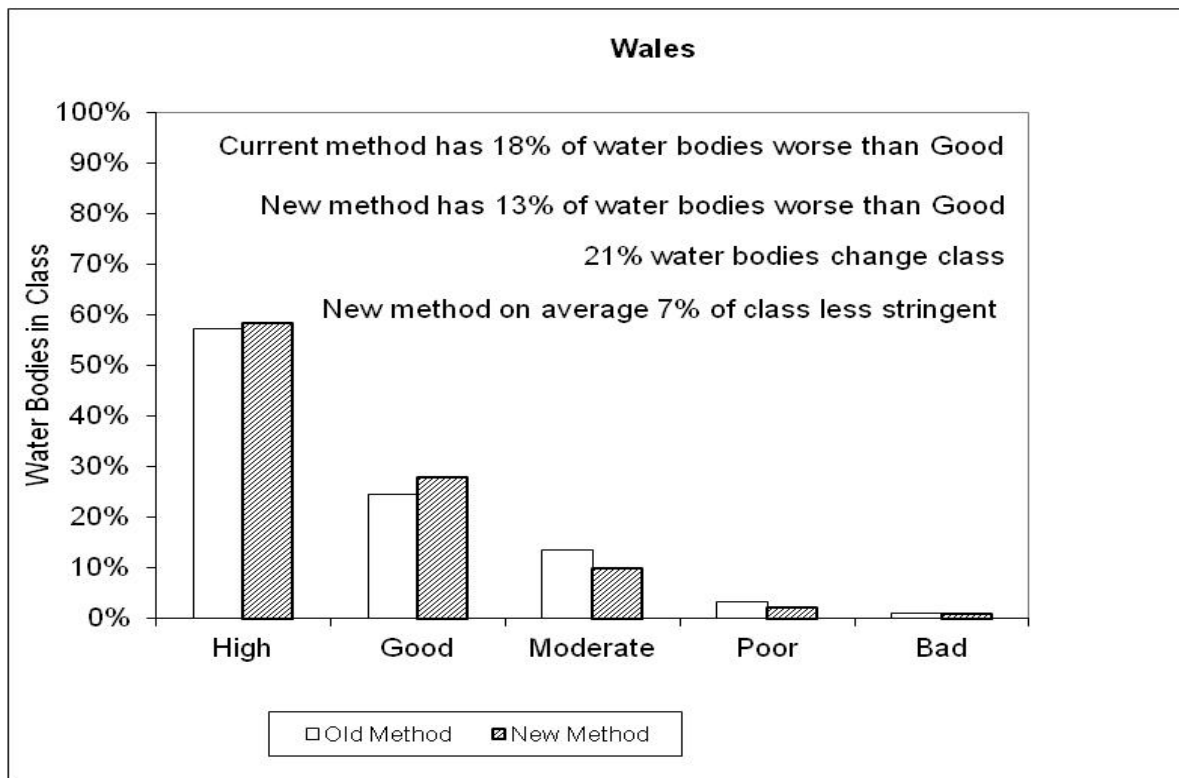 Wales
100%
90%
80%
70%
60%
50%
40%
30%
20%
10%
0%
Water Bodies in Class
Current method has 18% of water bodies worse than Good
New method has 13% of water bodies worse than Good
21% water bodies change class
New method on average 7% of class less stringent
High Good Moderate Poor Bad
Old Method New Method